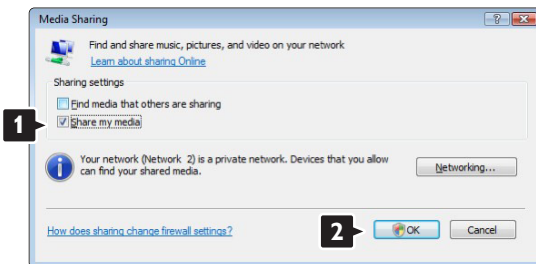 Media Sharing
Find and share music, pictures, and video on your network
Learn about sharing Online
Sharing settings
Find media that others are sharing
1
Share my media
Your network (Network 2) is a private network. Devices that you allow
can find your shared media.
Networking...
How does sharing change firewall settings?
2
OK
Cancel